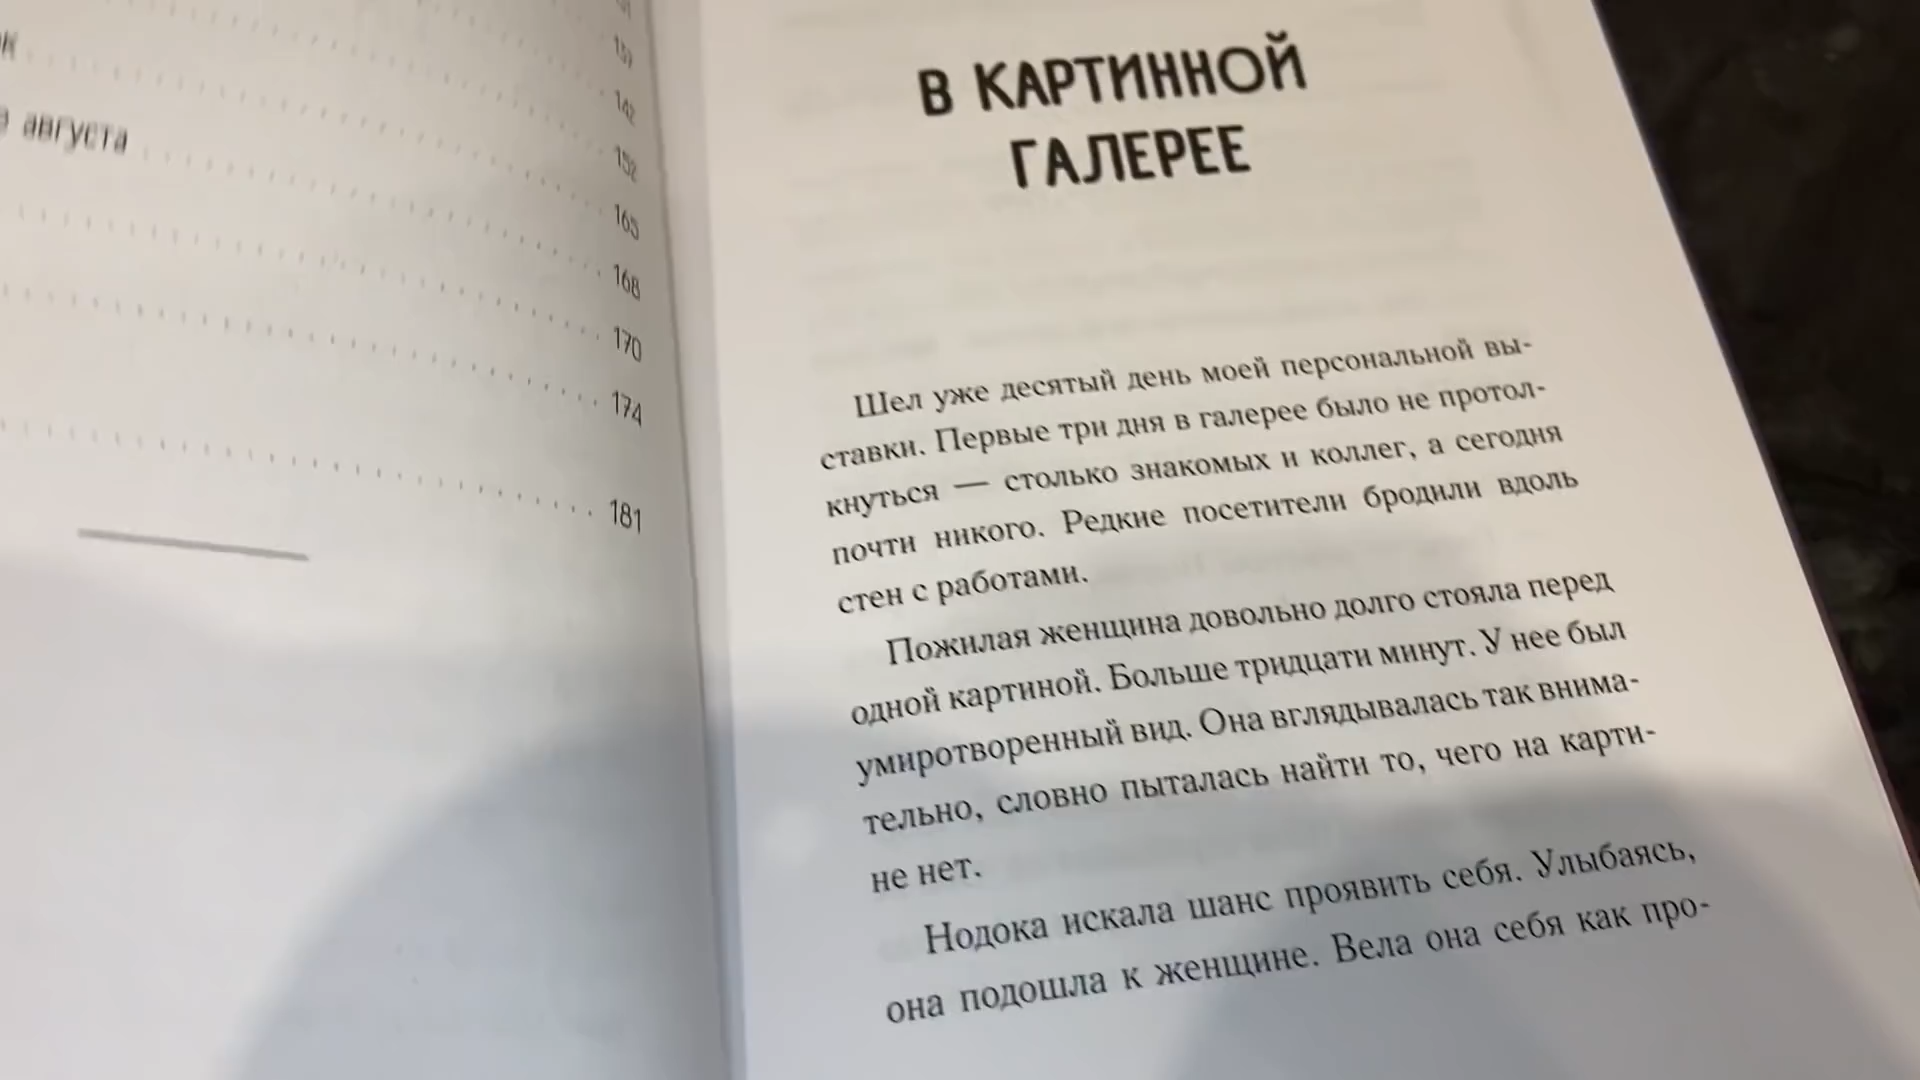 137
142
августа
152
165
168
170
174
181
В КАРТИННОЙ
ГАЛЕРЕЕ
Шел уже десятый день моей персональной вы-
ставки. Первые три дня в галерее было не протол-
кнуться — столько знакомых и коллег, а сегодня
почти никого. Редкие посетители бродили вдоль
стен с работами.
Пожилая женщина довольно долго стояла перед
одной картиной. Больше тридцати минут. У нее был
умиротворенный вид. Она вглядывалась так внима-
тельно, словно пыталась найти то, чего на карти-
не нет.
Нодока искала шанс проявить себя. Улыбаясь,
она подошла к женщине. Вела она себя как про-